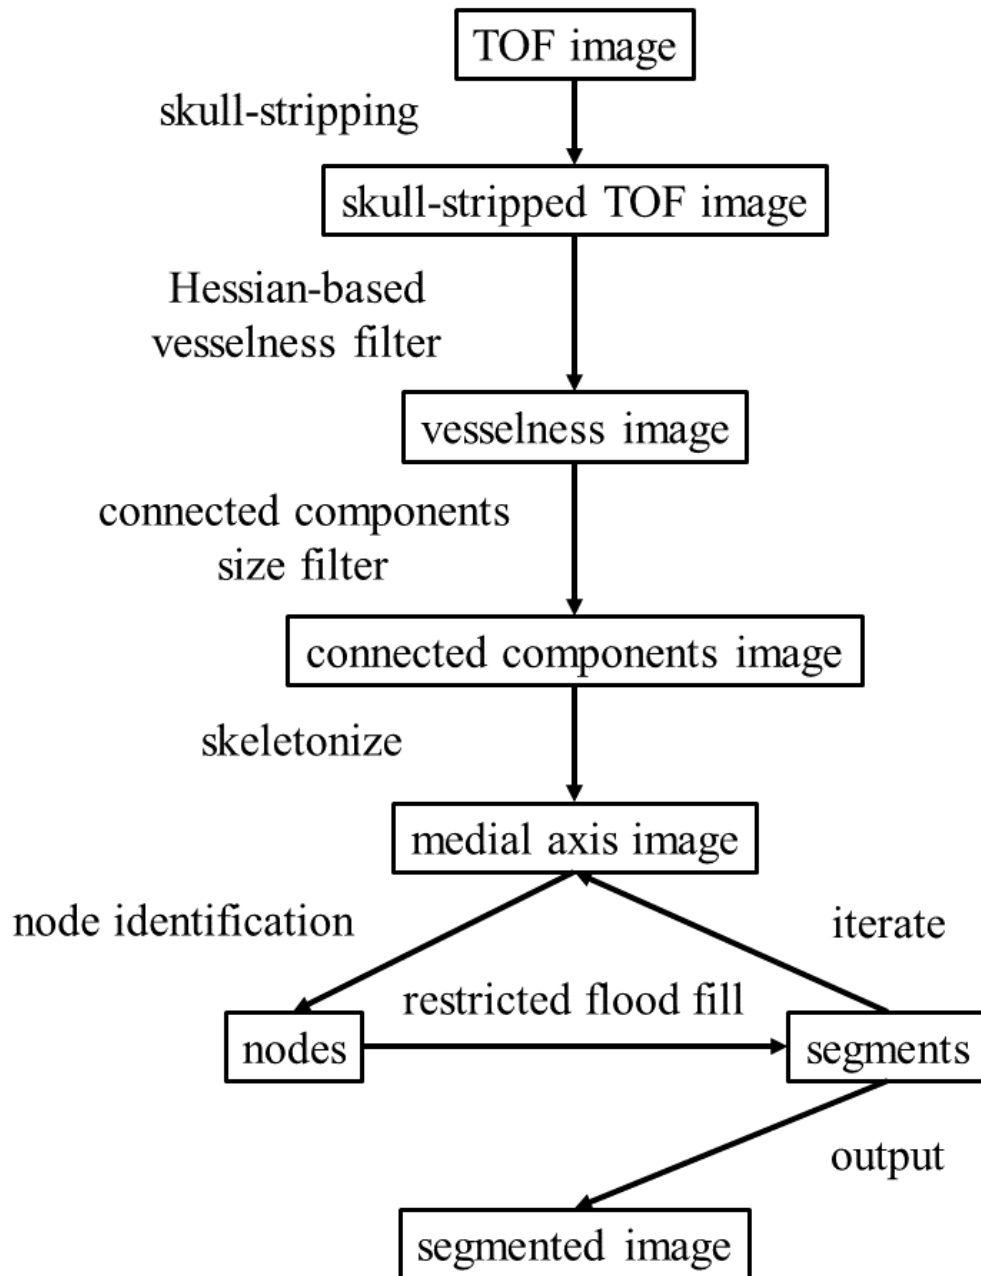 TOF image
skull-stripping
skull-stripped TOF image
Hessian-based
vesselness filter
vesselness image
connected components
size filter
connected components image
skeletonize
medial axis image
node identification
iterate
restricted flood fill
nodes
segments
output
segmented image